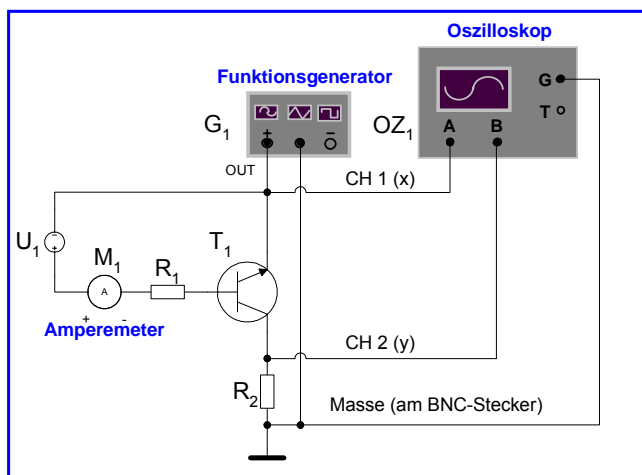 Oszilloskop
Funktionsgenerator
G
G1
+
−
OZ1
T
A
B
OUT
CH 1 (x)
−
U1
+
T1
M1
R1
A
+
-
Amperemeter
CH 2 (y)
R2
Masse (am BNC-Stecker)